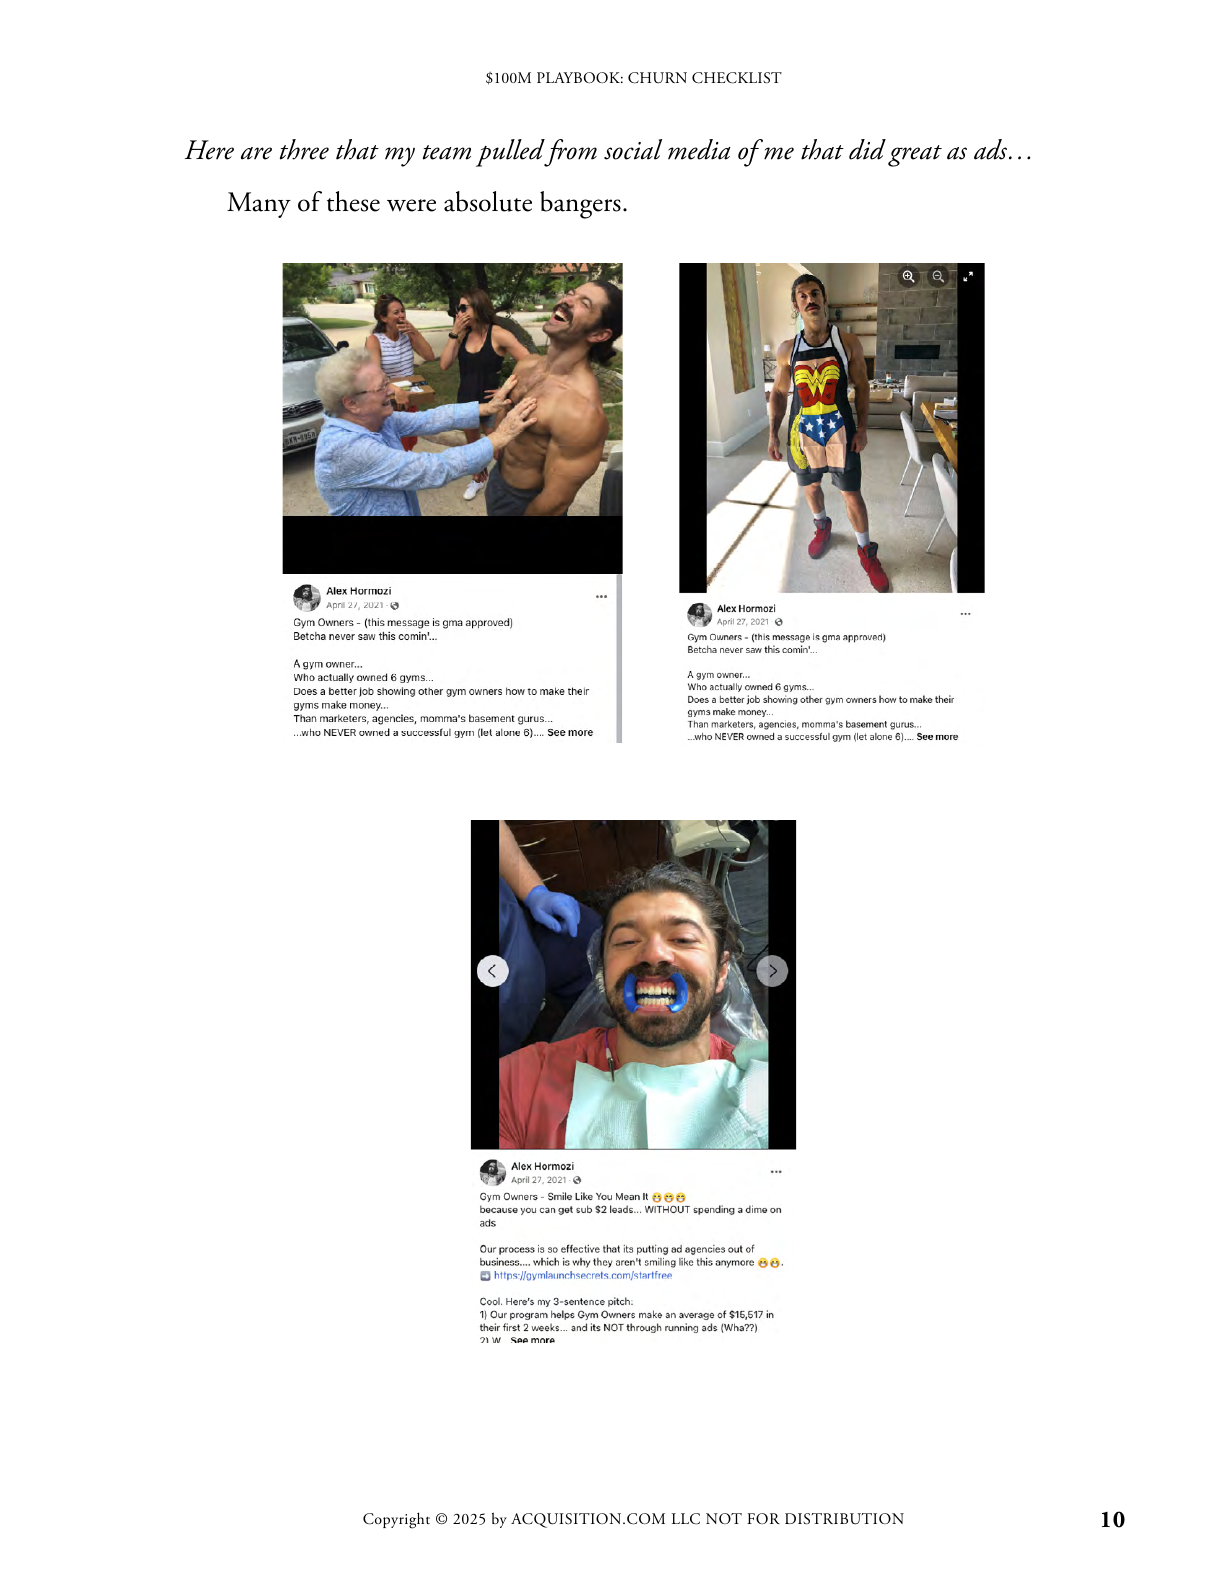 $100M PLAYBOOK: CHURN CHECKLIST
Here are three that my team pulled from social media of me that did great as ads…
Many of these were absolute bangers.
Alex Hormozi
April 27, 2021 ·
Gym Owners - (this message is gma approved)
Betcha never saw this comin'...
A gym owner...
Who actually owned 6 gyms...
Does a better job showing other gym owners how to make their
gyms make money...
Than marketers, agencies, momma's basement gurus...
...who NEVER owned a successful gym (let alone 6).... See more
Alex Hormozi
April 27, 2021 ·
Gym Owners - (this message is gma approved)
Betcha never saw this comin'...
A gym owner...
Who actually owned 6 gyms...
Does a better job showing other gym owners how to make their
gyms make money...
Than marketers, agencies, momma's basement gurus...
...who NEVER owned a successful gym (let alone 6).... See more
Alex Hormozi
April 27, 2021 ·
Gym Owners - Smile Like You Mean It 😁😁😁
because you can get sub $2 leads... WITHOUT spending a dime on
ads
Our process is so effective that its putting ad agencies out of
business.... which is why they aren't smiling like this anymore 😁😁.
➡️ https://gymlaunchsecrets.com/startfree
Cool. Here's my 3-sentence pitch:
1) Our program helps Gym Owners make an average of $15,517 in
their first 2 weeks... and its NOT through running ads (Wha??)
2) W... See more
Copyright © 2025 by ACQUISITION.COM LLC NOT FOR DISTRIBUTION
10